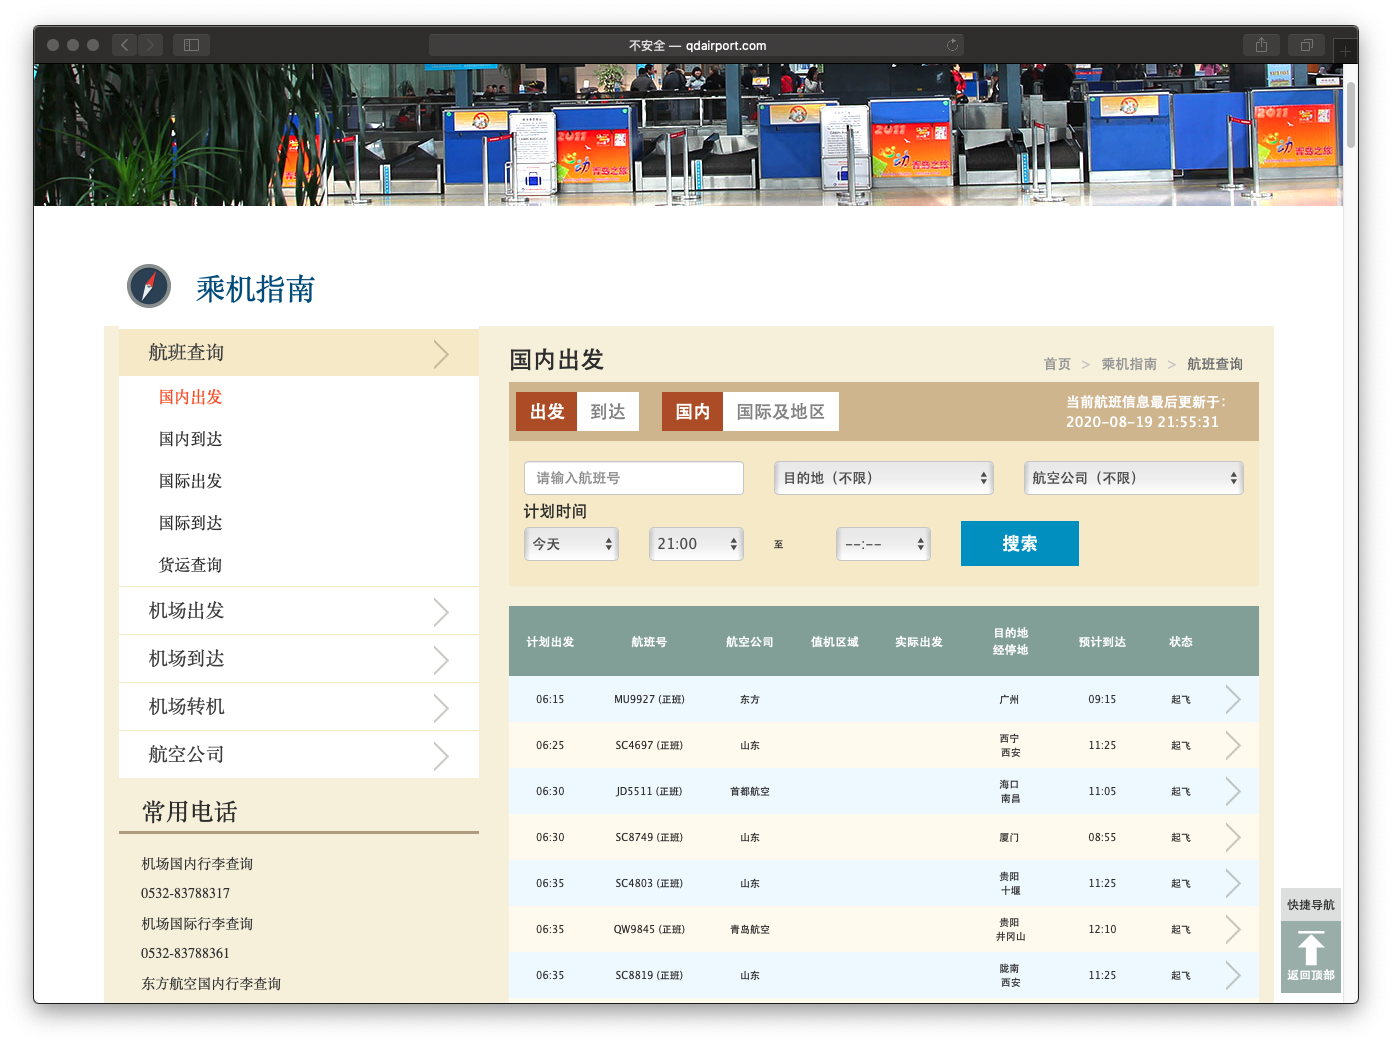 不安全 — qdairport.com
2011
2011
2011
乘机指南
航班查询
国内出发
国内到达
国际出发
国际到达
货运查询
机场出发
机场到达
机场转机
航空公司
常用电话
机场国内行李查询
0532-83788317
机场国际行李查询
0532-83788361
东方航空国内行李查询
国内出发
首页 > 乘机指南 > 航班查询
出发 到达 国内 国际及地区
当前航班信息最后更新于：
2020-08-19 21:55:31
请输入航班号 目的地（不限） 航空公司（不限）
计划时间
今天 21:00 至 --:-- 搜索
计划出发 航班号 航空公司 值机区域 实际出发 目的地 经停地 预计到达 状态
06:15 MU9927 (正班) 东方 广州 09:15 起飞
06:25 SC4697 (正班) 山东 西宁 西安 11:25 起飞
06:30 JD5511 (正班) 首都航空 海口 南昌 11:05 起飞
06:30 SC8749 (正班) 山东 厦门 08:55 起飞
06:35 SC4803 (正班) 山东 贵阳 十堰 11:25 起飞
06:35 QW9845 (正班) 青岛航空 贵阳 井冈山 12:10 起飞
06:35 SC8819 (正班) 山东 陇南 西安 11:25 起飞
快捷导航
返回顶部